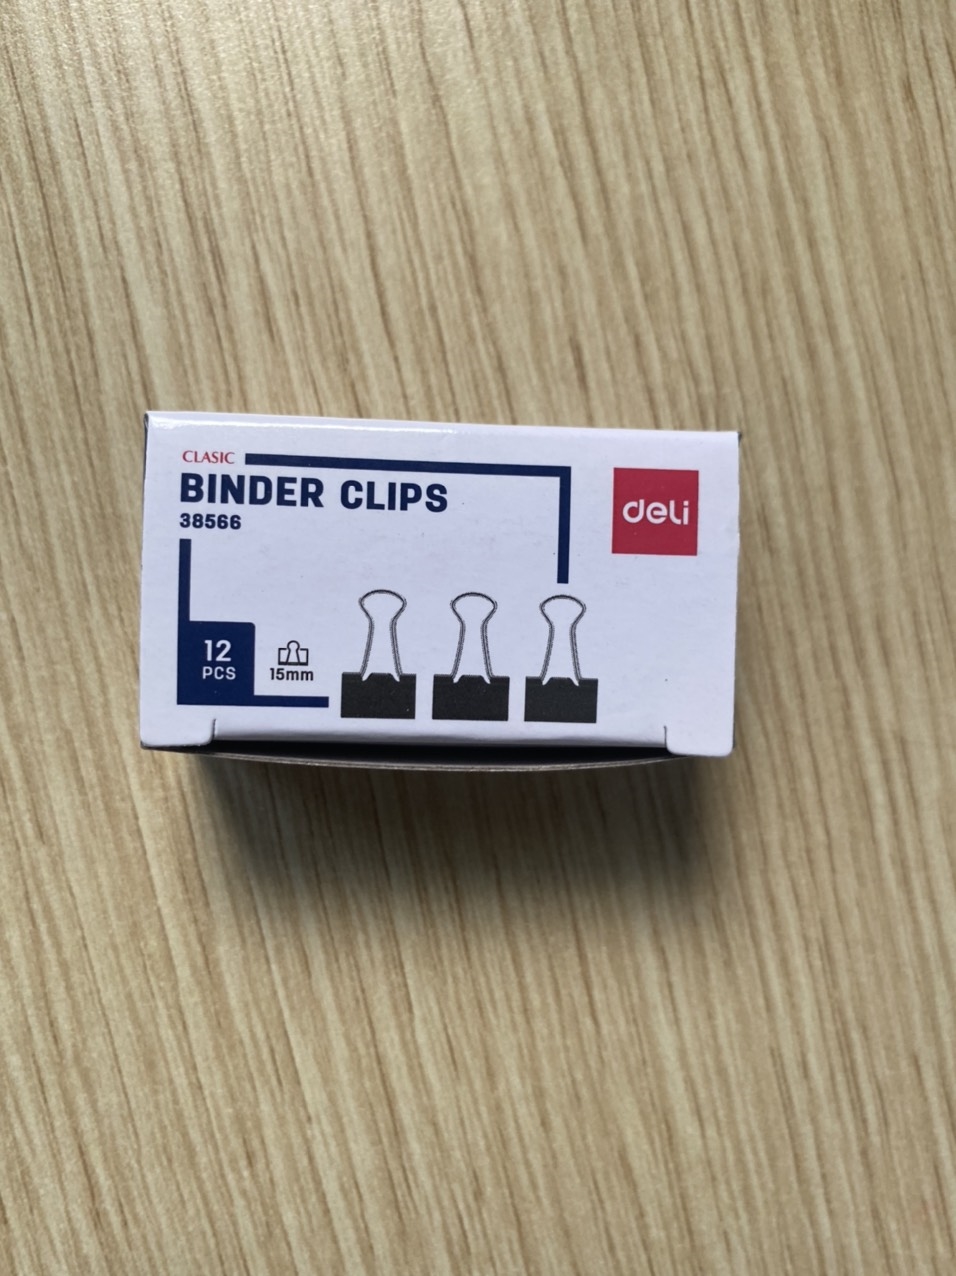 CLASIC
BINDER CLIPS
38566
deli
12
PCS
15mm